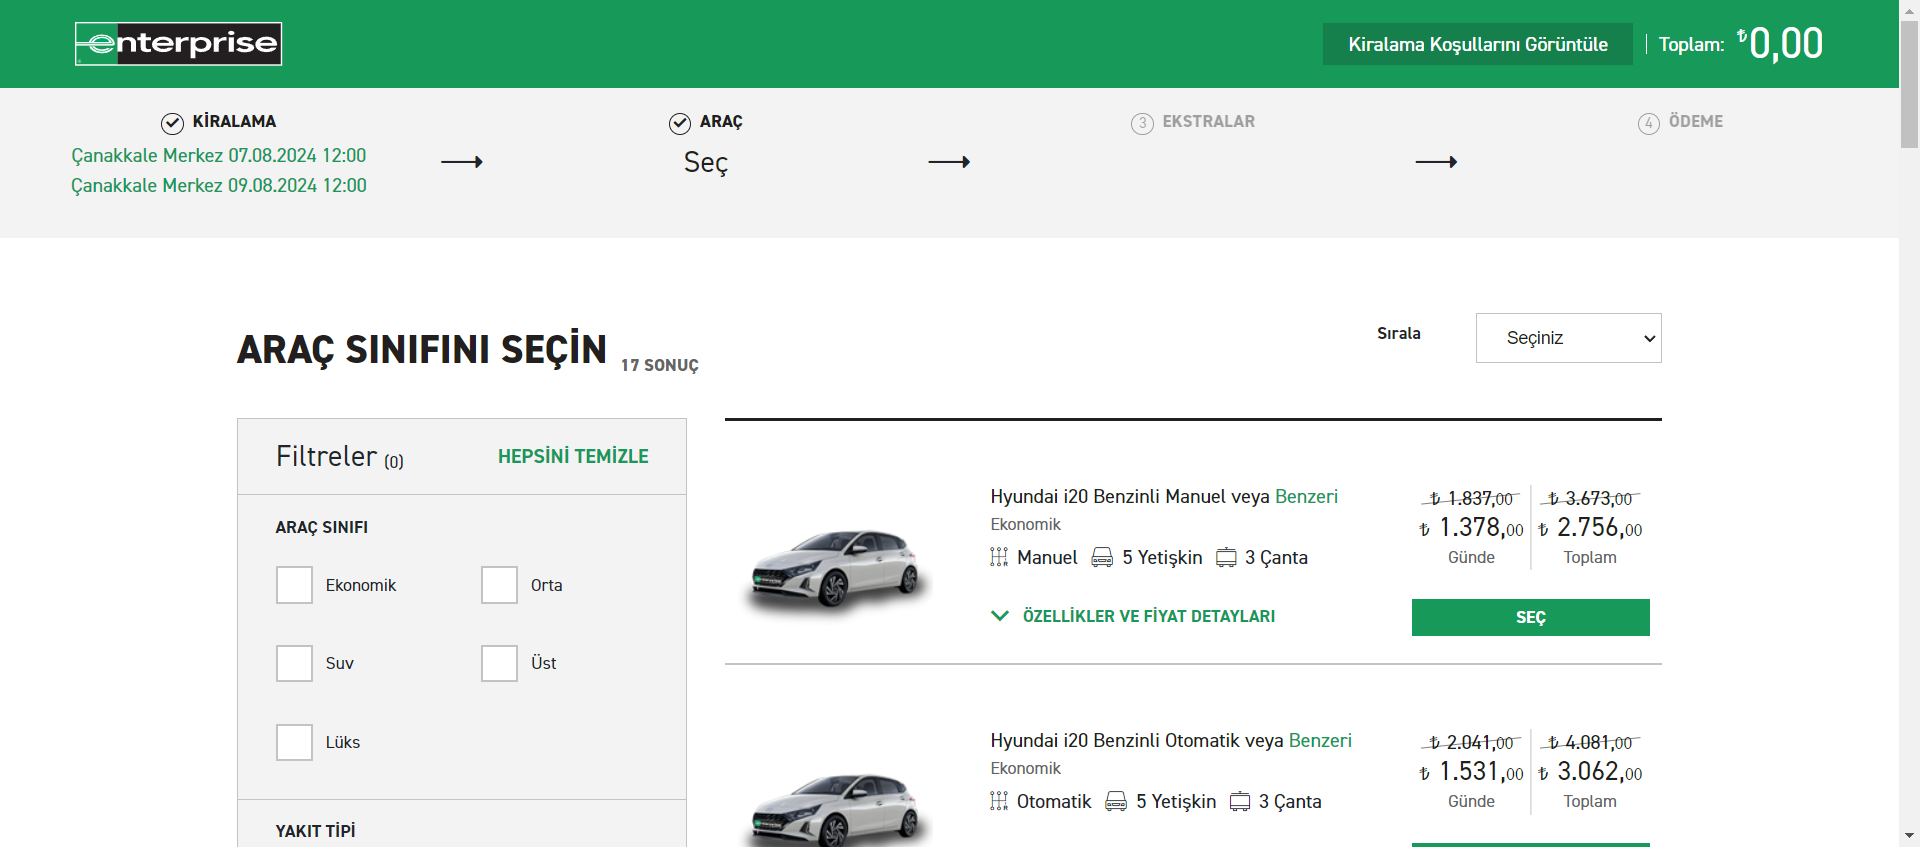 enterprise
Kiralama Koşullarını Görüntüle
Toplam: ₺0,00
KİRALAMA
Çanakkale Merkez 07.08.2024 12:00
Çanakkale Merkez 09.08.2024 12:00
ARAÇ
Seç
3 EKSTRALAR
4 ÖDEME
ARAÇ SINIFINI SEÇİN 17 SONUÇ
Sırala
Seçiniz
Filtreler (0)
HEPSİNİ TEMİZLE
ARAÇ SINIFI
Ekonomik
Orta
Suv
Üst
Lüks
YAKIT TİPİ
Hyundai i20 Benzinli Manuel veya Benzeri
Ekonomik
Manuel 5 Yetişkin 3 Çanta
ÖZELLİKLER VE FİYAT DETAYLARI
₺ 1.837,00
₺ 1.378,00
Günde
₺ 3.673,00
₺ 2.756,00
Toplam
SEÇ
Hyundai i20 Benzinli Otomatik veya Benzeri
Ekonomik
Otomatik 5 Yetişkin 3 Çanta
₺ 2.041,00
₺ 1.531,00
Günde
₺ 4.081,00
₺ 3.062,00
Toplam